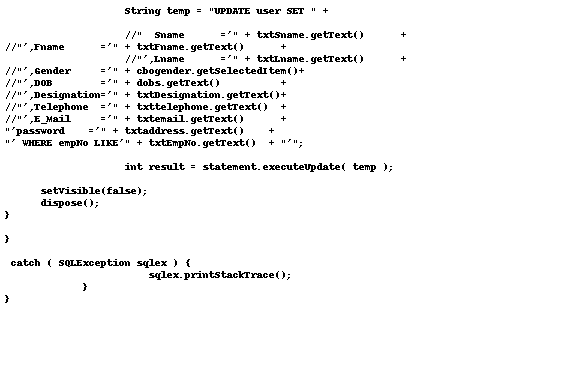 String temp = "UPDATE user SET " +
//"  Sname      ='" + txtSname.getText()      +
//"',Fname      ='" + txtFname.getText()      +
//"',Lname      ='" + txtLname.getText()      +
//"',Gender     ='" + cbogender.getSelectedItem()+
//"',DOB        ='" + dobs.getText()          +
//"',Designation='" + txtDesignation.getText()+
//"',Telephone  ='" + txttelephone.getText()  +
//"',E_Mail     ='" + txtemail.getText()      +
"'password    ='" + txtaddress.getText()    +
"' WHERE empNo LIKE'" + txtEmpNo.getText()  + "'";
int result = statement.executeUpdate( temp );
setVisible(false);
dispose();
}
}
catch ( SQLException sqlex ) {
sqlex.printStackTrace();
}
}